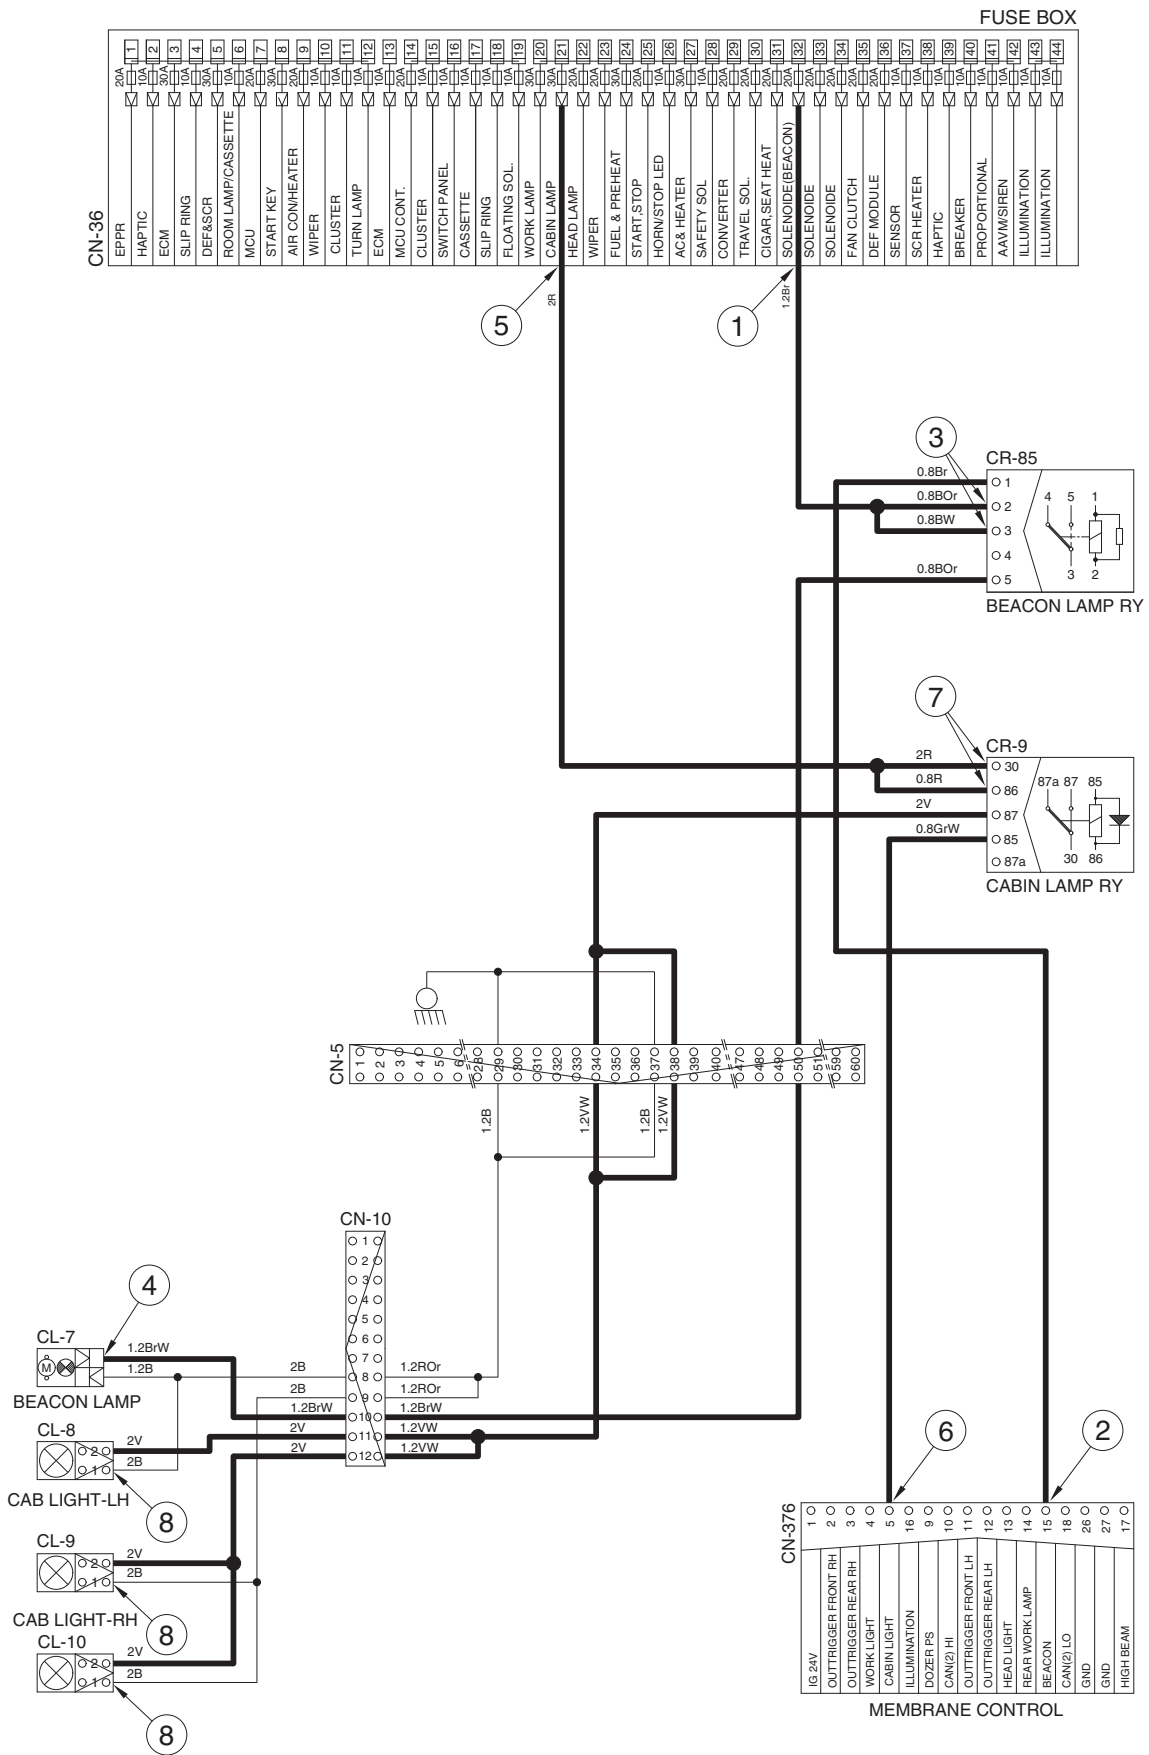 FUSE BOX
1 2 3 4 5 6 7 8 9 10 11 12 13 14 15 16 17 18 19 20 21 22 23 24 25 26 27 28 29 30 31 32 33 34 35 36 37 38 39 40 41 42 43 44
20A 10A 30A 10A 30A 10A 10A 30A 20A 10A 10A 10A 10A 20A 10A 20A 10A 20A 10A 30A 30A 10A 10A 30A 20A 10A 30A 10A 20A 20A 30A 20A 20A 20A 20A 20A 10A 20A 10A 20A 10A 10A 10A 10A
CN-36
EPPR
HAPTIC
ECM
SLIP RING
DEF&SCR
ROOM LAMP/CASSETTE
MCU
START KEY
AIR CON/HEATER
WIPER
CLUSTER
TURN LAMP
ECM
MCU CONT.
CLUSTER
SWITCH PANEL
CASSETTE
SLIP RING
FLOATING SOL.
WORK LAMP
CABIN LAMP
HEAD LAMP
WIPER
FUEL & PREHEAT
START,STOP
HORN/STOP LED
AC& HEATER
SAFETY SOL
CONVERTER
TRAVEL SOL.
CIGAR,SEAT HEAT
SOLENOIDE(BEACON)
SOLENOIDE
SOLENOIDE
FAN CLUTCH
DEF MODULE
SENSOR
SCR HEATER
HAPTIC
BREAKER
PROPORTIONAL
AAVM/SIREN
ILLUMINATION
ILLUMINATION
2R
1.2Br
5
1
3
CR-85
0.8Br
1
0.8BOr
2
0.8BW
3
4
0.8BOr
5
4 5 1
3 2
BEACON LAMP RY
7
CR-9
2R
30
0.8R
86
2V
87
0.8GrW
85
87a
87a 87 85
30 86
CABIN LAMP RY
CN-5
1 2 3 4 5 6 28 29 30 31 32 33 34 35 36 37 38 39 40 47 48 49 50 51 59 60
1.2B
1.2VW
1.2B
1.2VW
CN-10
1
2
3
4
5
6
7
8
9
10
11
12
4
CL-7
M
1.2BrW
1.2B
BEACON LAMP
2B
1.2ROr
2B
1.2ROr
1.2BrW
1.2BrW
2V
1.2VW
2V
1.2VW
CL-8
2
2V
1
2B
CAB LIGHT-LH
8
CL-9
2
2V
1
2B
CAB LIGHT-RH
8
CL-10
2
2V
1
2B
8
6
2
CN-376
1 2 3 4 5 16 9 10 11 12 13 14 15 18 26 27 17
IG 24V
OUTTRIGGER FRONT RH
OUTTRIGGER REAR RH
WORK LIGHT
CABIN LIGHT
ILLUMINATION
DOZER PS
CAN(2) HI
OUTTRIGGER FRONT LH
OUTTRIGGER REAR LH
HEAD LIGHT
REAR WORK LAMP
BEACON
CAN(2) LO
GND
GND
HIGH BEAM
MEMBRANE CONTROL